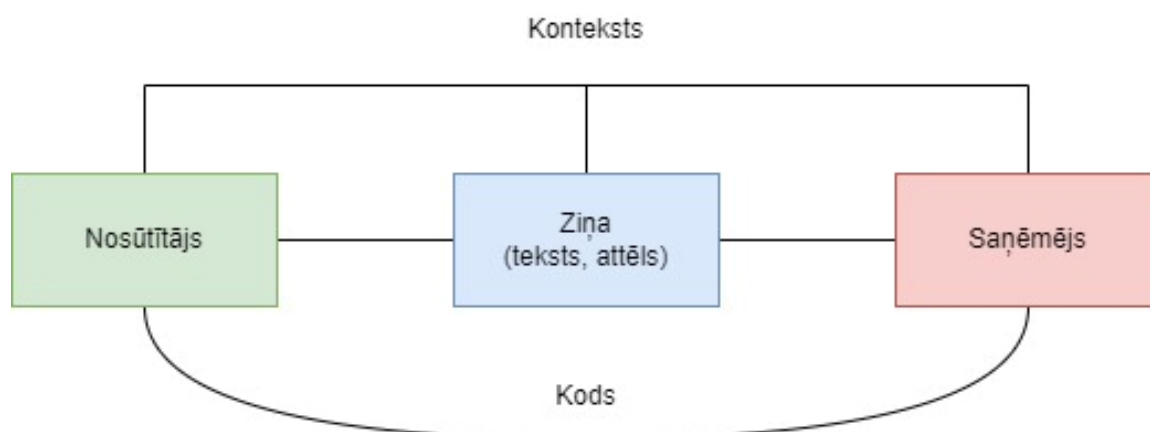 Konteksts
Nosūtītājs
Ziņa
(teksts, attēls)
Saņēmējs
Kods